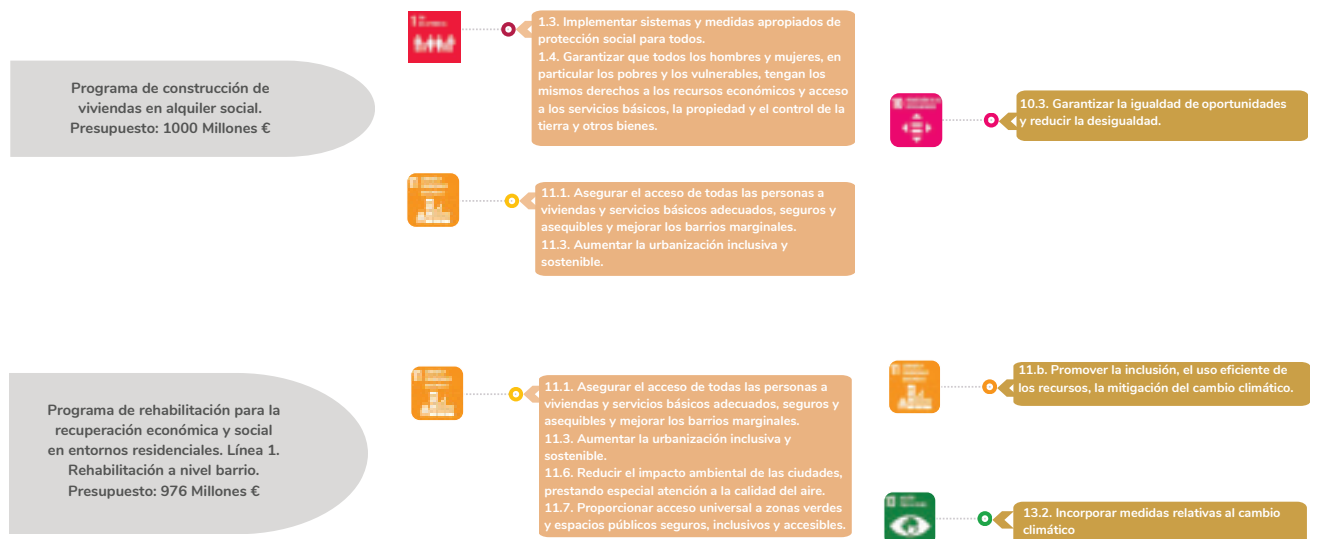 Programa de construcción de
viviendas en alquiler social.
Presupuesto: 1000 Millones €
1.3. Implementar sistemas y medidas apropiados de
protección social para todos.
1.4. Garantizar que todos los hombres y mujeres, en
particular los pobres y los vulnerables, tengan los
mismos derechos a los recursos económicos y acceso
a los servicios básicos, la propiedad y el control de la
tierra y otros bienes.
10.3. Garantizar la igualdad de oportunidades
y reducir la desigualdad.
11.1. Asegurar el acceso de todas las personas a
viviendas y servicios básicos adecuados, seguros y
asequibles y mejorar los barrios marginales.
11.3. Aumentar la urbanización inclusiva y
sostenible.
Programa de rehabilitación para la
recuperación económica y social
en entornos residenciales. Línea 1.
Rehabilitación a nivel barrio.
Presupuesto: 976 Millones €
11.1. Asegurar el acceso de todas las personas a
viviendas y servicios básicos adecuados, seguros y
asequibles y mejorar los barrios marginales.
11.3. Aumentar la urbanización inclusiva y
sostenible.
11.6. Reducir el impacto ambiental de las ciudades,
prestando especial atención a la calidad del aire.
11.7. Proporcionar acceso universal a zonas verdes
y espacios públicos seguros, inclusivos y accesibles.
11.b. Promover la inclusión, el uso eficiente de
los recursos, la mitigación del cambio climático.
13.2. Incorporar medidas relativas al cambio
climático